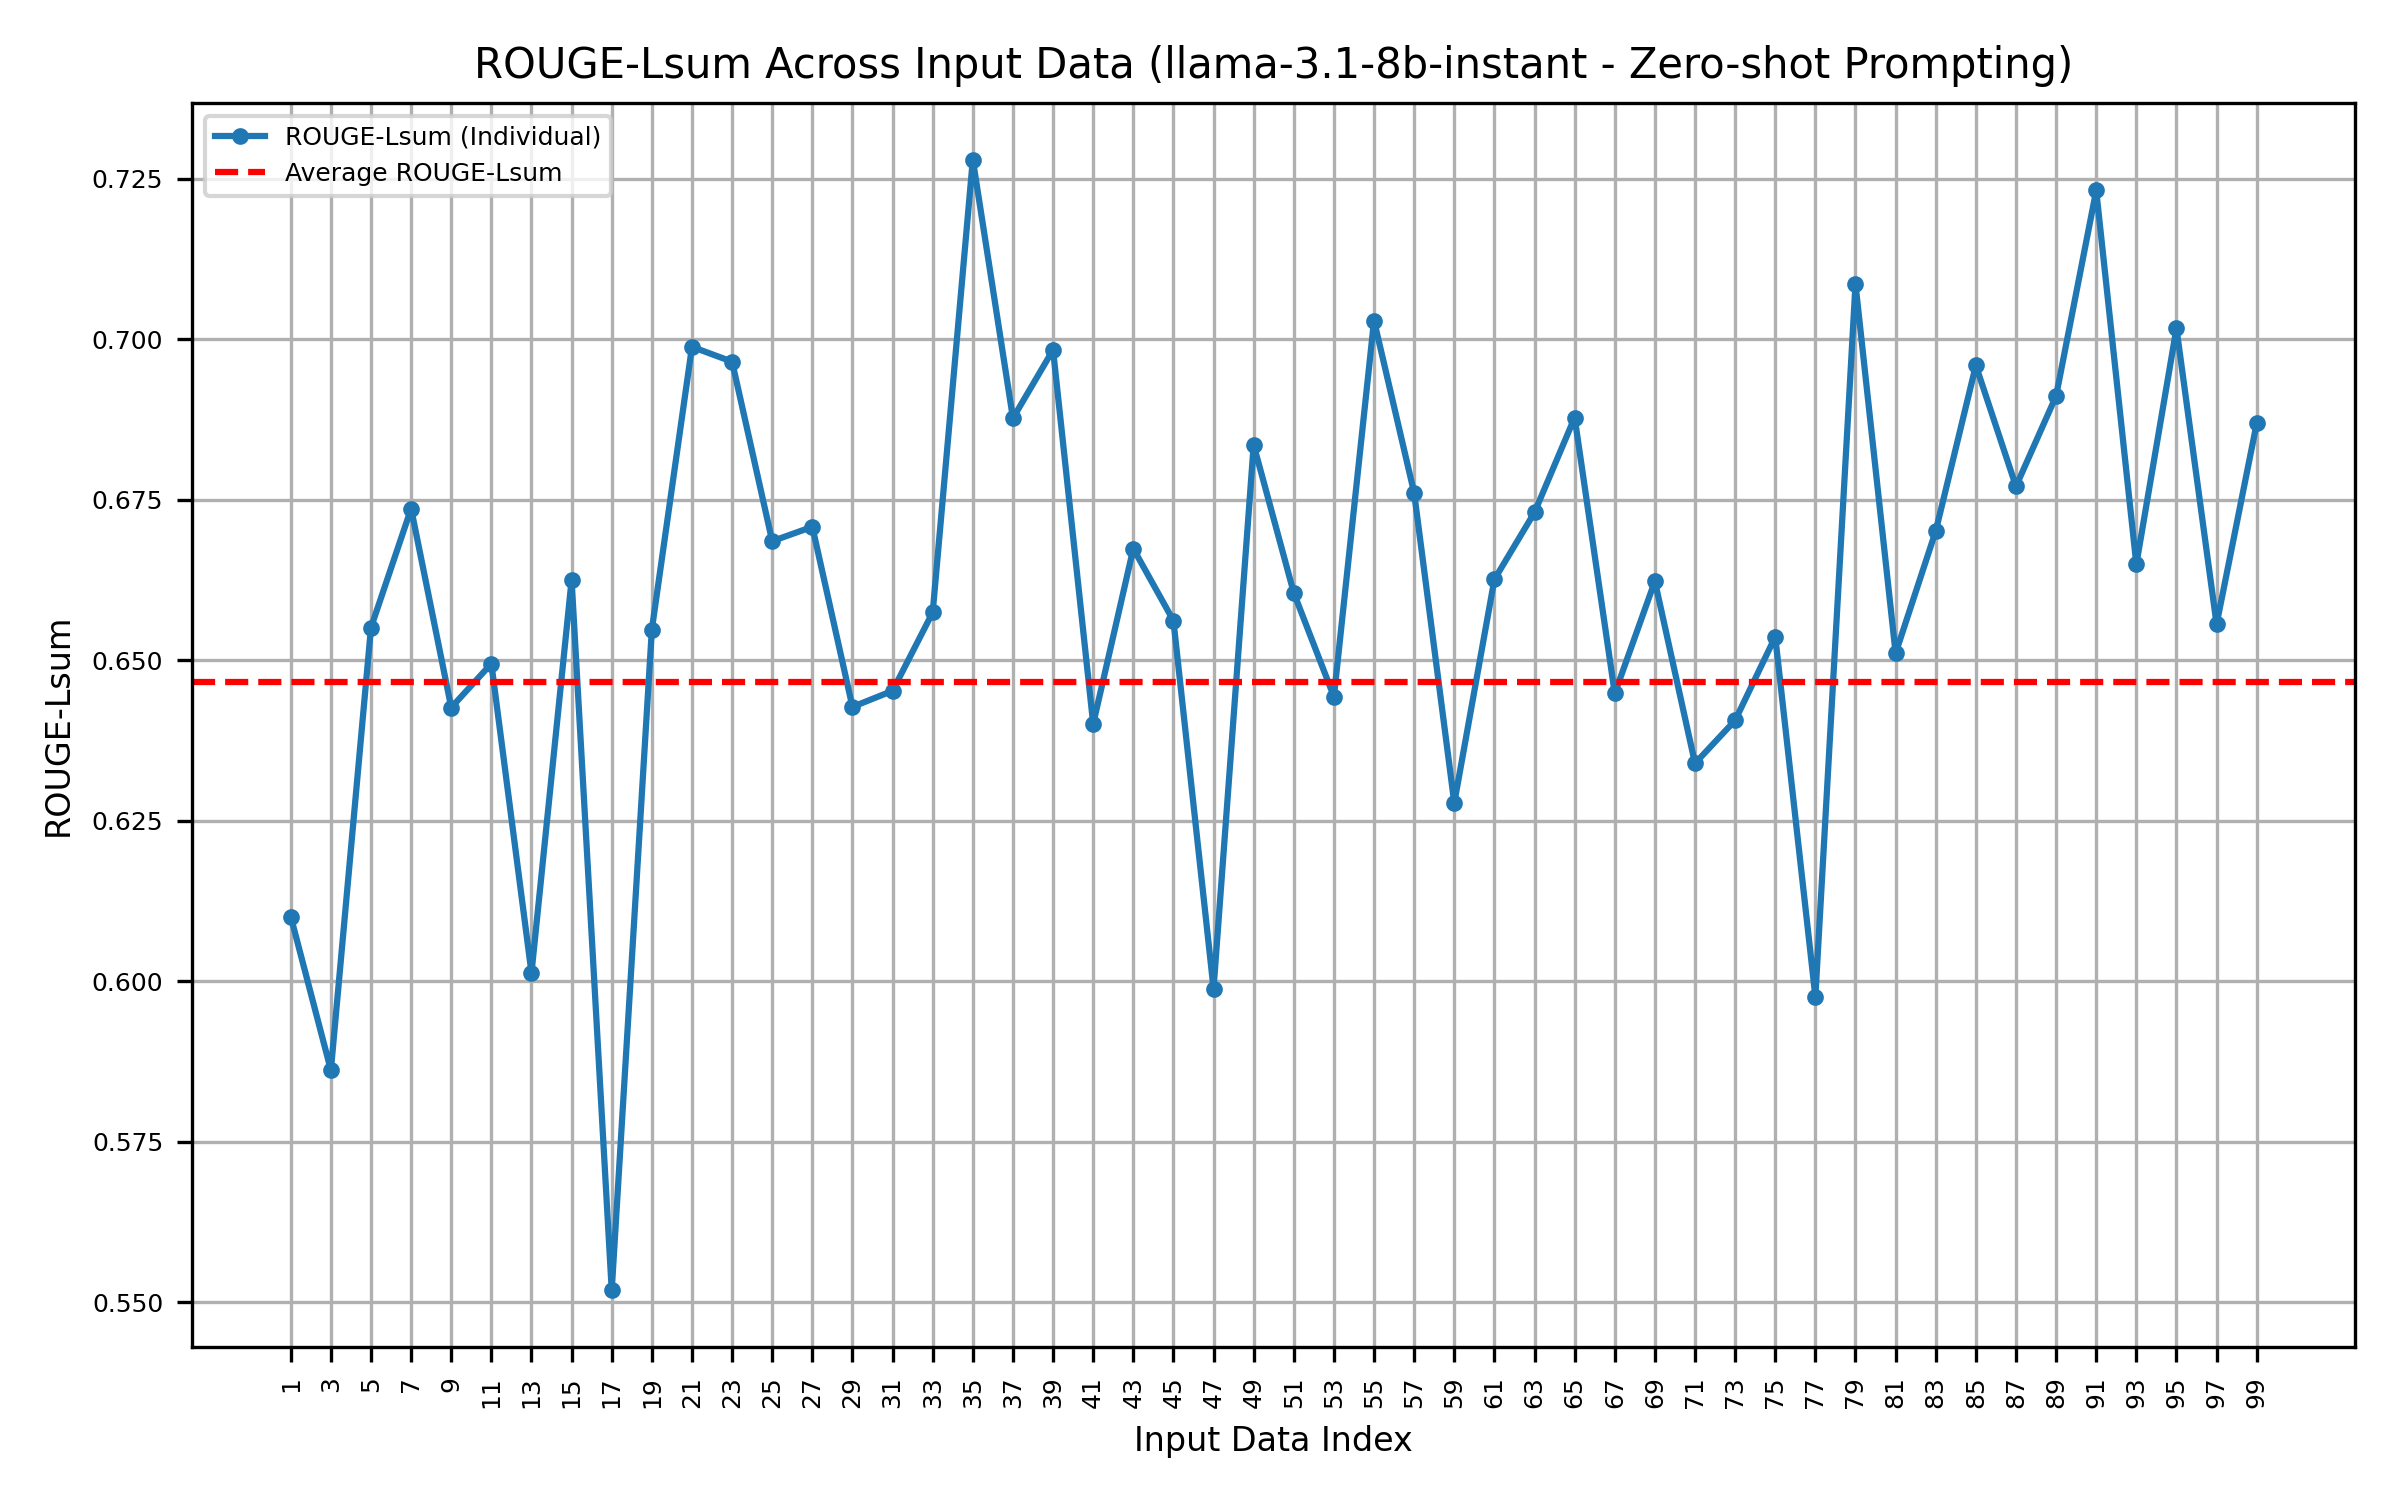 ROUGE-Lsum Across Input Data (llama-3.1-8b-instant - Zero-shot Prompting)
ROUGE-Lsum (Individual)
Average ROUGE-Lsum
ROUGE-Lsum
0.725
0.700
0.675
0.650
0.625
0.600
0.575
0.550
1 3 5 7 9 11 13 15 17 19 21 23 25 27 29 31 33 35 37 39 41 43 45 47 49 51 53 55 57 59 61 63 65 67 69 71 73 75 77 79 81 83 85 87 89 91 93 95 97 99
Input Data Index